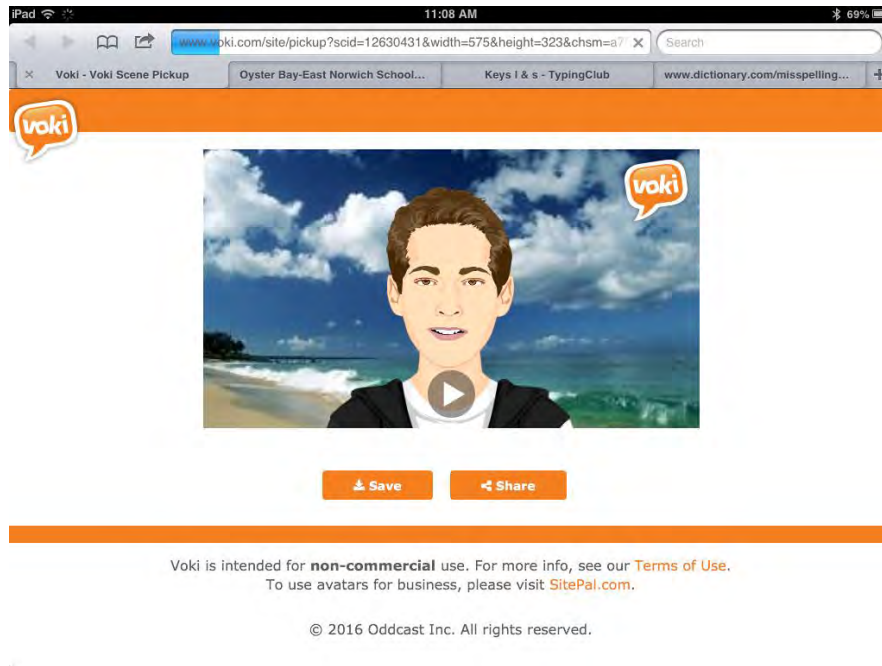 iPad 11:08 AM 69%
www.voki.com/site/pickup?scid=12630431&width=575&height=323&chsm=a7 Search
Voki - Voki Scene Pickup Oyster Bay-East Norwich School... Keys l & s - TypingClub www.dictionary.com/misspelling...
voki
voki
Save Share
Voki is intended for non-commercial use. For more info, see our Terms of Use.
To use avatars for business, please visit SitePal.com.
© 2016 Oddcast Inc. All rights reserved.